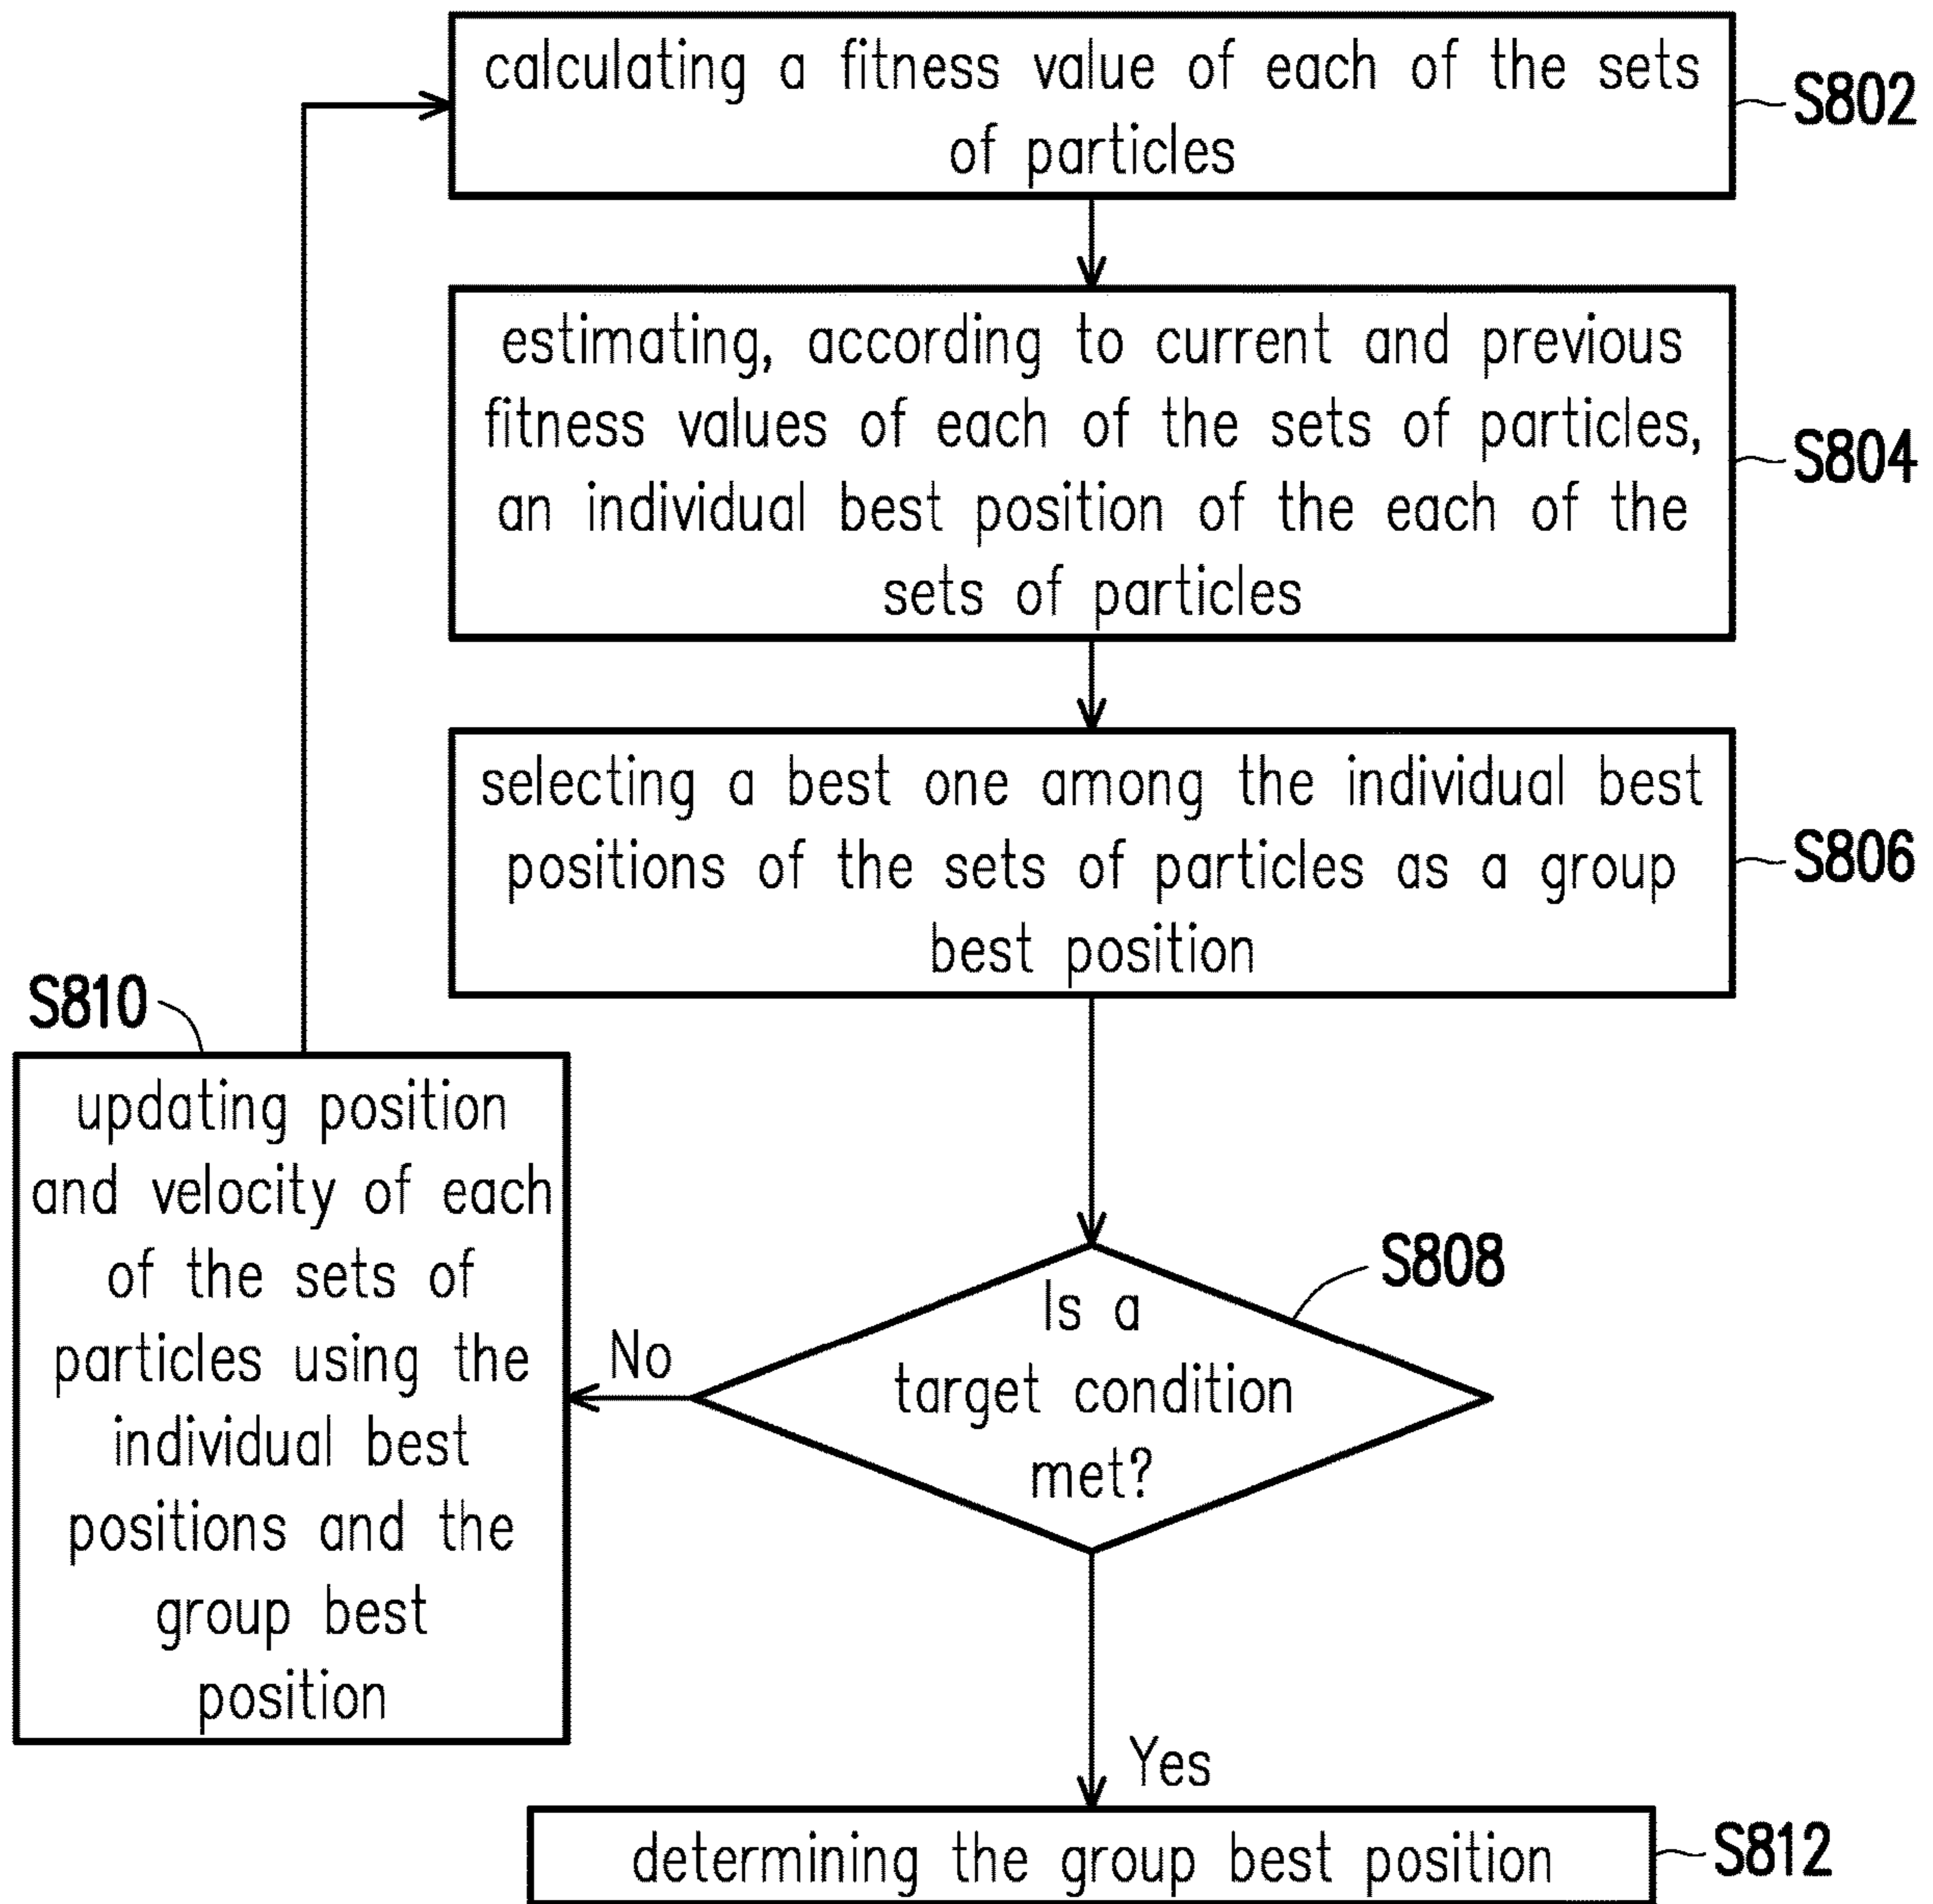 calculating a fitness value of each of the sets
of particles
S802
estimating, according to current and previous
fitness values of each of the sets of particles,
an individual best position of the each of the
sets of particles
S804
selecting a best one among the individual best
positions of the sets of particles as a group
best position
S806
S810
updating position
and velocity of each
of the sets of
particles using the
individual best
positions and the
group best
position
No
Is a
target condition
met?
S808
Yes
determining the group best position
S812